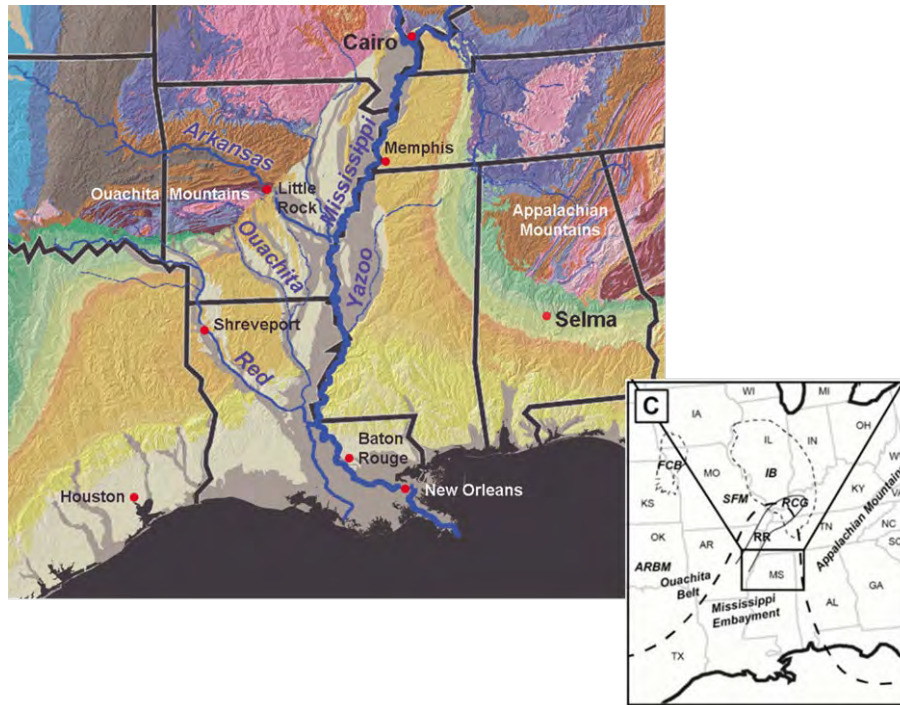 Cairo
Mississippi
Memphis
Arkansas
Ouachita Mountains
Little
Rock
Appalachian
Mountains
Ouachita
Yazoo
Selma
Shreveport
Red
Baton
Rouge
New Orleans
Houston
C
WI
MI
IA
IL
IN
OH
FCB
MO
IB
KS
SFM
RCG
KY
VA
Appalachian Mountains
RR
TN
NC
OK
AR
SC
ARBM
Ouachita
Belt
MS
Mississippi
Embayment
AL
GA
TX